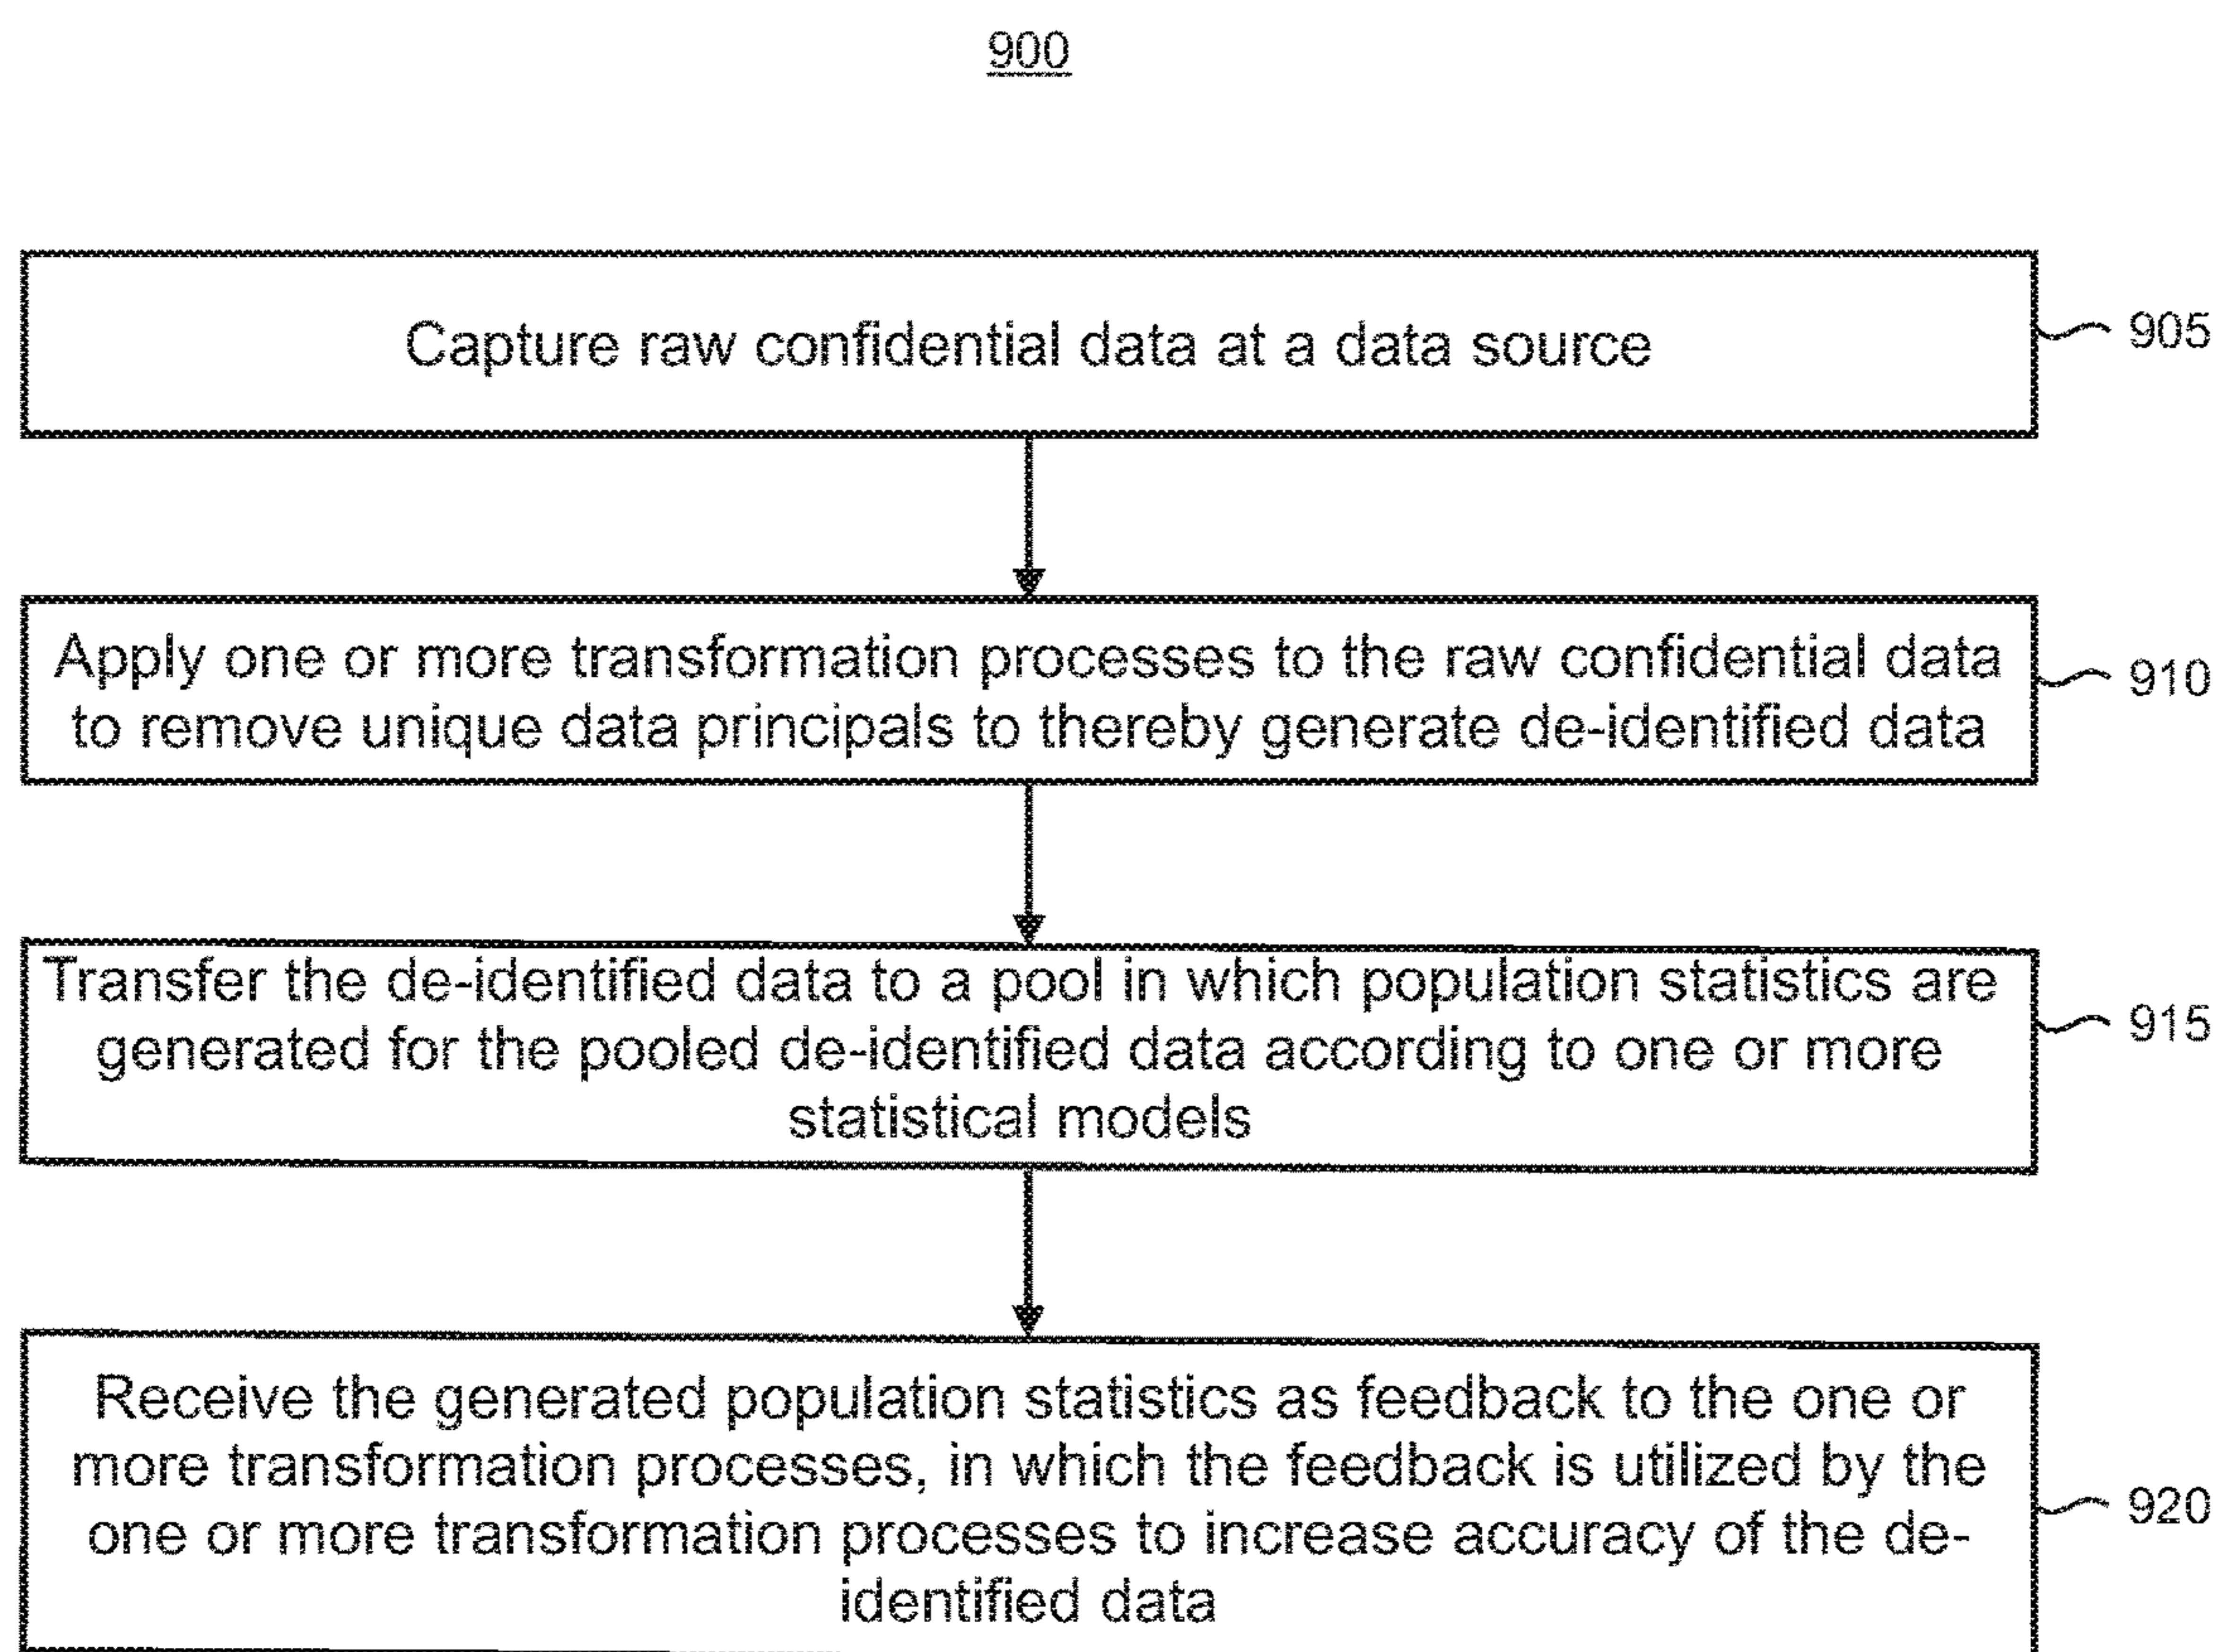 900
Capture raw confidential data at a data source
905
Apply one or more transformation processes to the raw confidential data
to remove unique data principals to thereby generate de-identified data
910
Transfer the de-identified data to a pool in which population statistics are
generated for the pooled de-identified data according to one or more
statistical models
915
Receive the generated population statistics as feedback to the one or
more transformation processes, in which the feedback is utilized by the
one or more transformation processes to increase accuracy of the de-
identified data
920